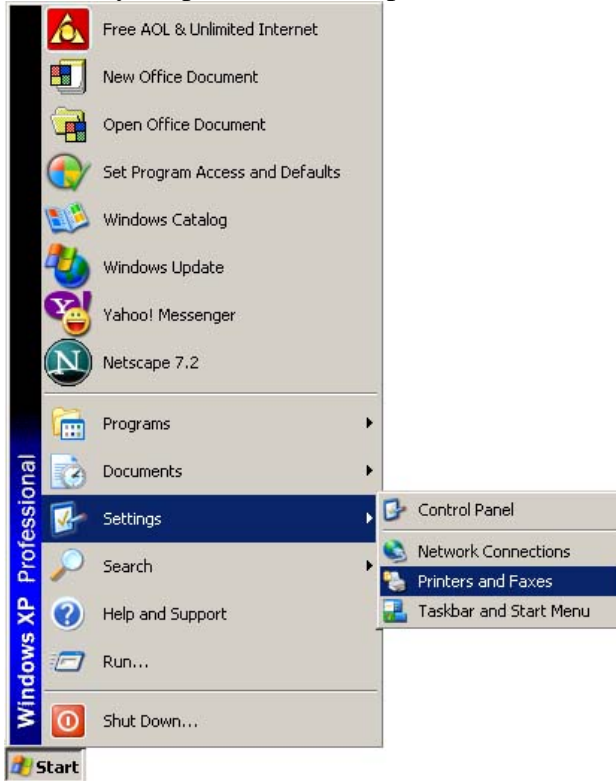 Free AOL & Unlimited Internet
New Office Document
Open Office Document
Set Program Access and Defaults
Windows Catalog
Windows Update
Yahoo! Messenger
Netscape 7.2
Programs
Documents
Settings
Search
Help and Support
Run...
Shut Down...
Control Panel
Network Connections
Printers and Faxes
Taskbar and Start Menu
Windows XP Professional
Start